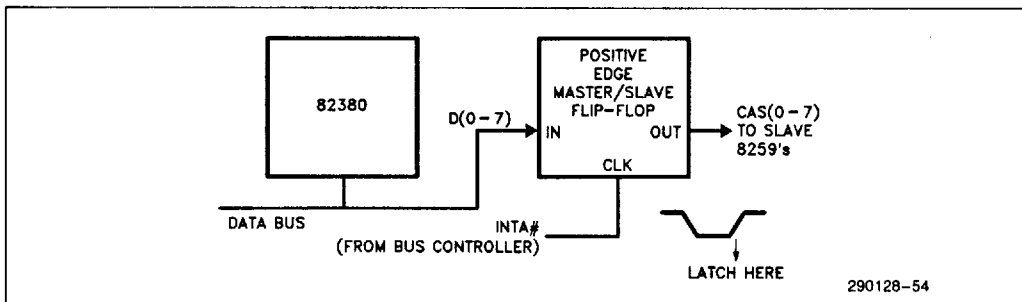 82380
DATA BUS
D(0-7)
POSITIVE
EDGE
MASTER/SLAVE
FLIP-FLOP
IN
OUT
CLK
CAS(0-7)
TO SLAVE
8259's
INTA#
(FROM BUS CONTROLLER)
LATCH HERE
290128-54